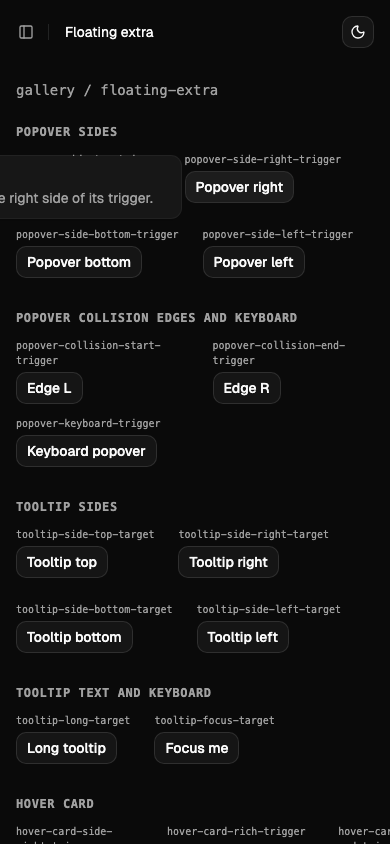 Floating extra
gallery / floating-extra
POPOVER SIDES
popover-side-right-trigger
right side of its trigger.
Popover right
popover-side-bottom-trigger
popover-side-left-trigger
Popover bottom
Popover left
POPOVER COLLISION EDGES AND KEYBOARD
popover-collision-start-
trigger
popover-collision-end-
trigger
Edge L
Edge R
popover-keyboard-trigger
Keyboard popover
TOOLTIP SIDES
tooltip-side-top-target
tooltip-side-right-target
Tooltip top
Tooltip right
tooltip-side-bottom-target
tooltip-side-left-target
Tooltip bottom
Tooltip left
TOOLTIP TEXT AND KEYBOARD
tooltip-long-target
tooltip-focus-target
Long tooltip
Focus me
HOVER CARD
hover-card-side-
hover-card-rich-trigger
hover-car